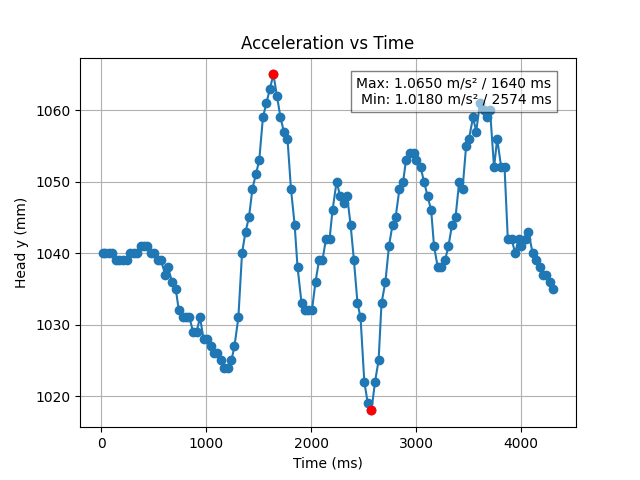 Acceleration vs Time
Max: 1.0650 m/s² / 1640 ms
Min: 1.0180 m/s² / 2574 ms
Head y (mm)
1060
1050
1040
1030
1020
0 1000 2000 3000 4000
Time (ms)